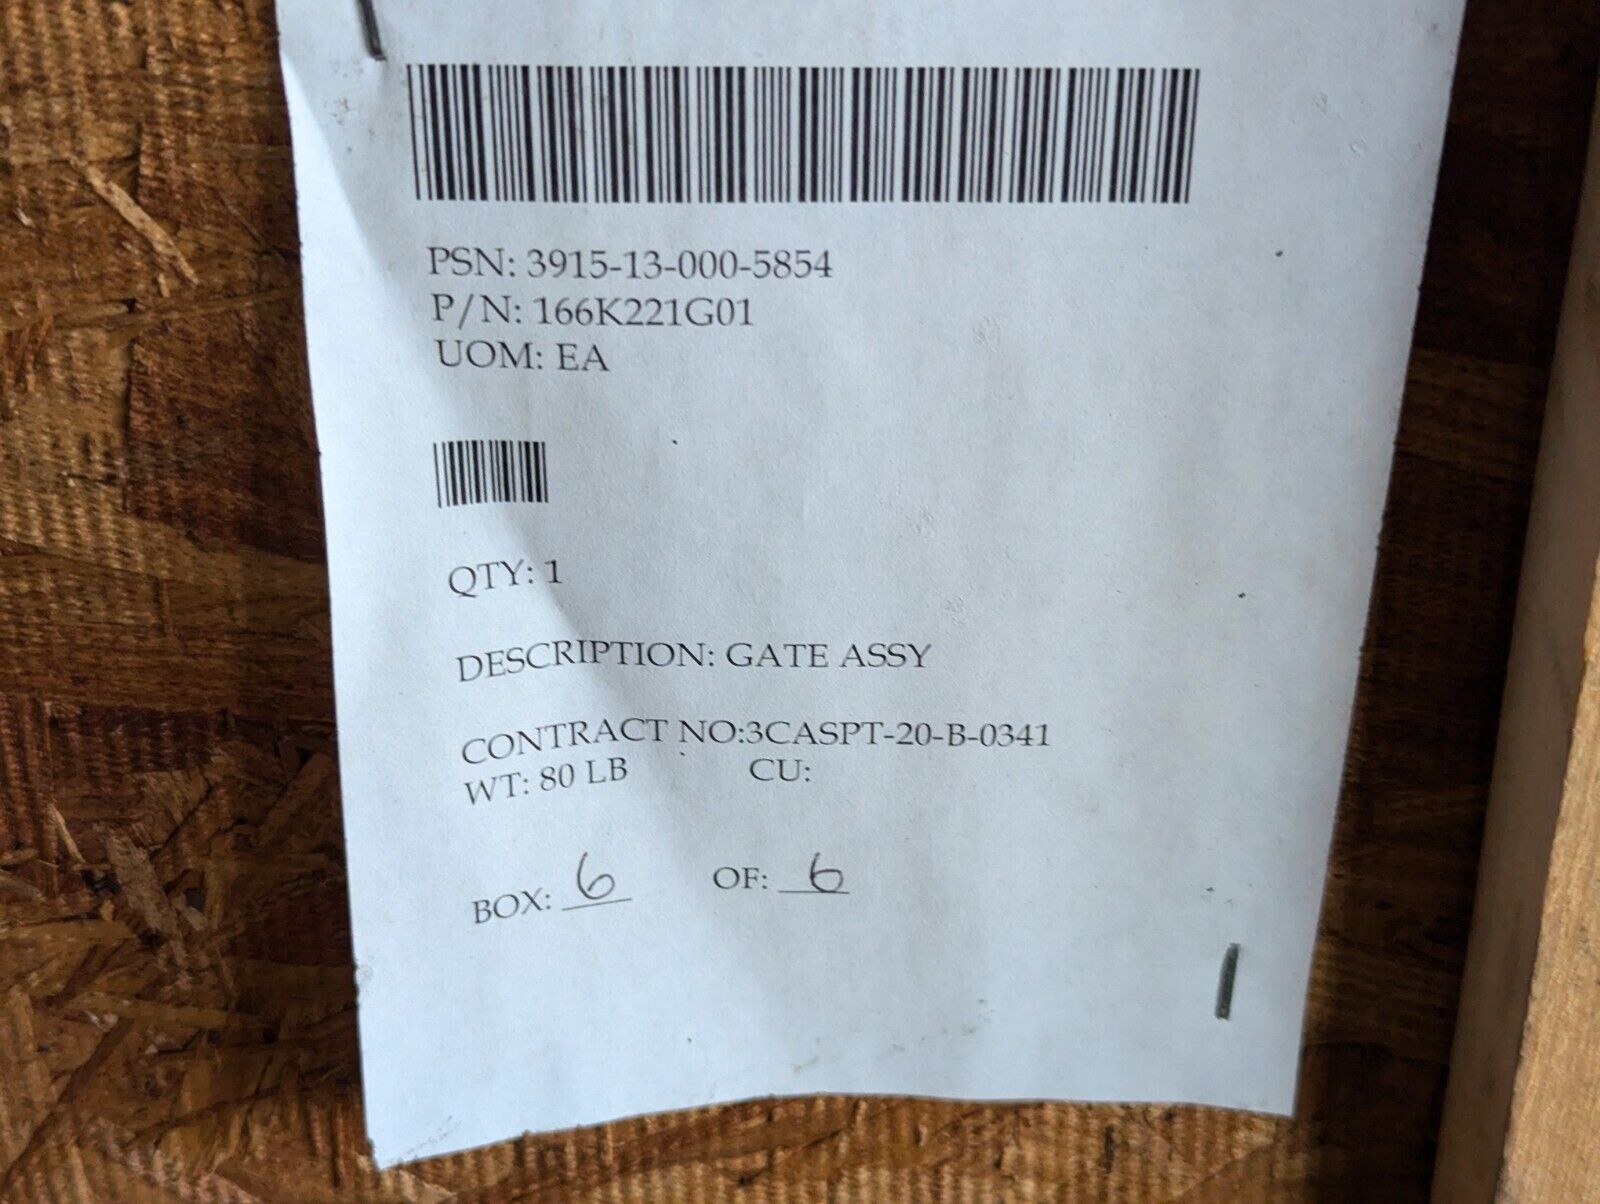 PSN: 3915-13-000-5854
P/N: 166K221G01
UOM: EA
QTY: 1
DESCRIPTION: GATE ASSY
CONTRACT NO:3CASPT-20-B-0341
WT: 80 LB CU:
BOX: 6 OF: 6